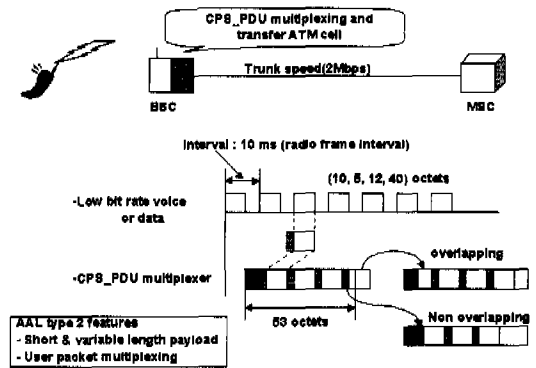 CPS_PDU multiplexing and
transfer ATM cell
Trunk speed(2Mbps)
BSC
MSC
Interval : 10 ms (radio frame interval)
(10, 5, 12, 40) octets
-Low bit rate voice
or data
overlapping
-CPS_PDU multiplexer
53 octets
Non overlapping
AAL type 2 features
- Short & variable length payload
- User packet multiplexing